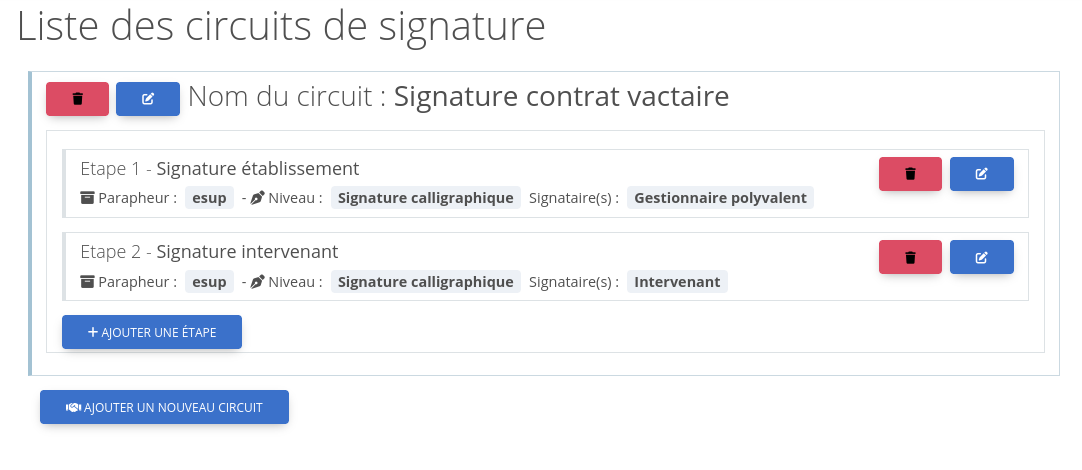 Liste des circuits de signature
Nom du circuit : Signature contrat vactaire
Etape 1 - Signature établissement
Parapheur : esup - Niveau : Signature calligraphique Signataire(s) : Gestionnaire polyvalent
Etape 2 - Signature intervenant
Parapheur : esup - Niveau : Signature calligraphique Signataire(s) : Intervenant
+ AJOUTER UNE ÉTAPE
AJOUTER UN NOUVEAU CIRCUIT